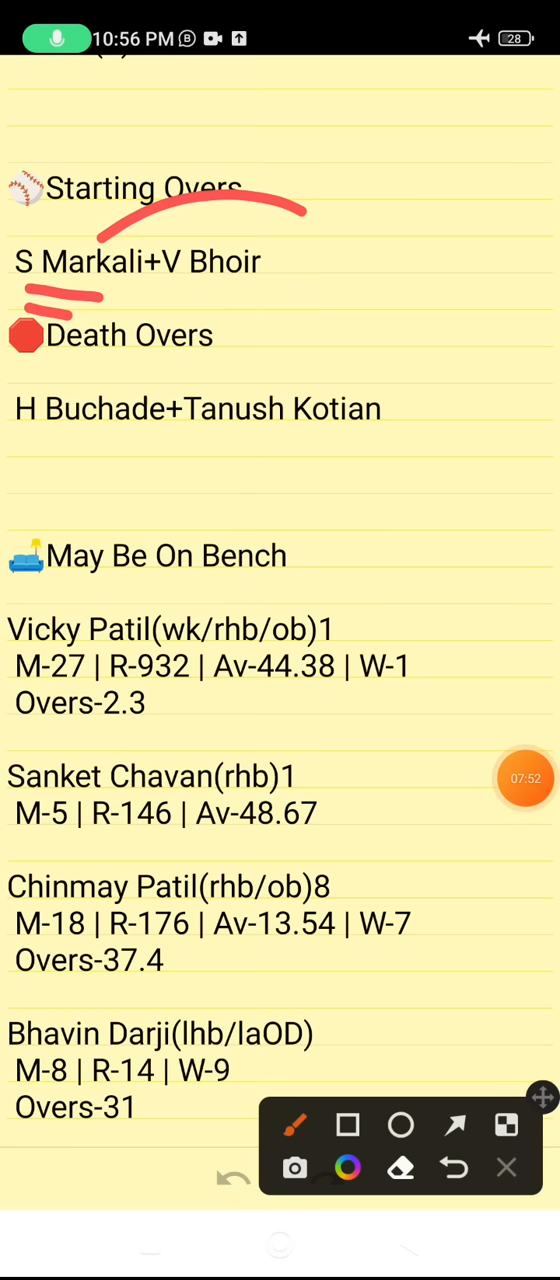 10:56 PM
28
Starting Overs
S Markali+V Bhoir
Death Overs
H Buchade+Tanush Kotian
May Be On Bench
Vicky Patil(wk/rhb/ob)1
M-27 | R-932 | Av-44.38 | W-1
Overs-2.3
07:52
Sanket Chavan(rhb)1
M-5 | R-146 | Av-48.67
Chinmay Patil(rhb/ob)8
M-18 | R-176 | Av-13.54 | W-7
Overs-37.4
Bhavin Darji(lhb/laOD)
M-8 | R-14 | W-9
Overs-31